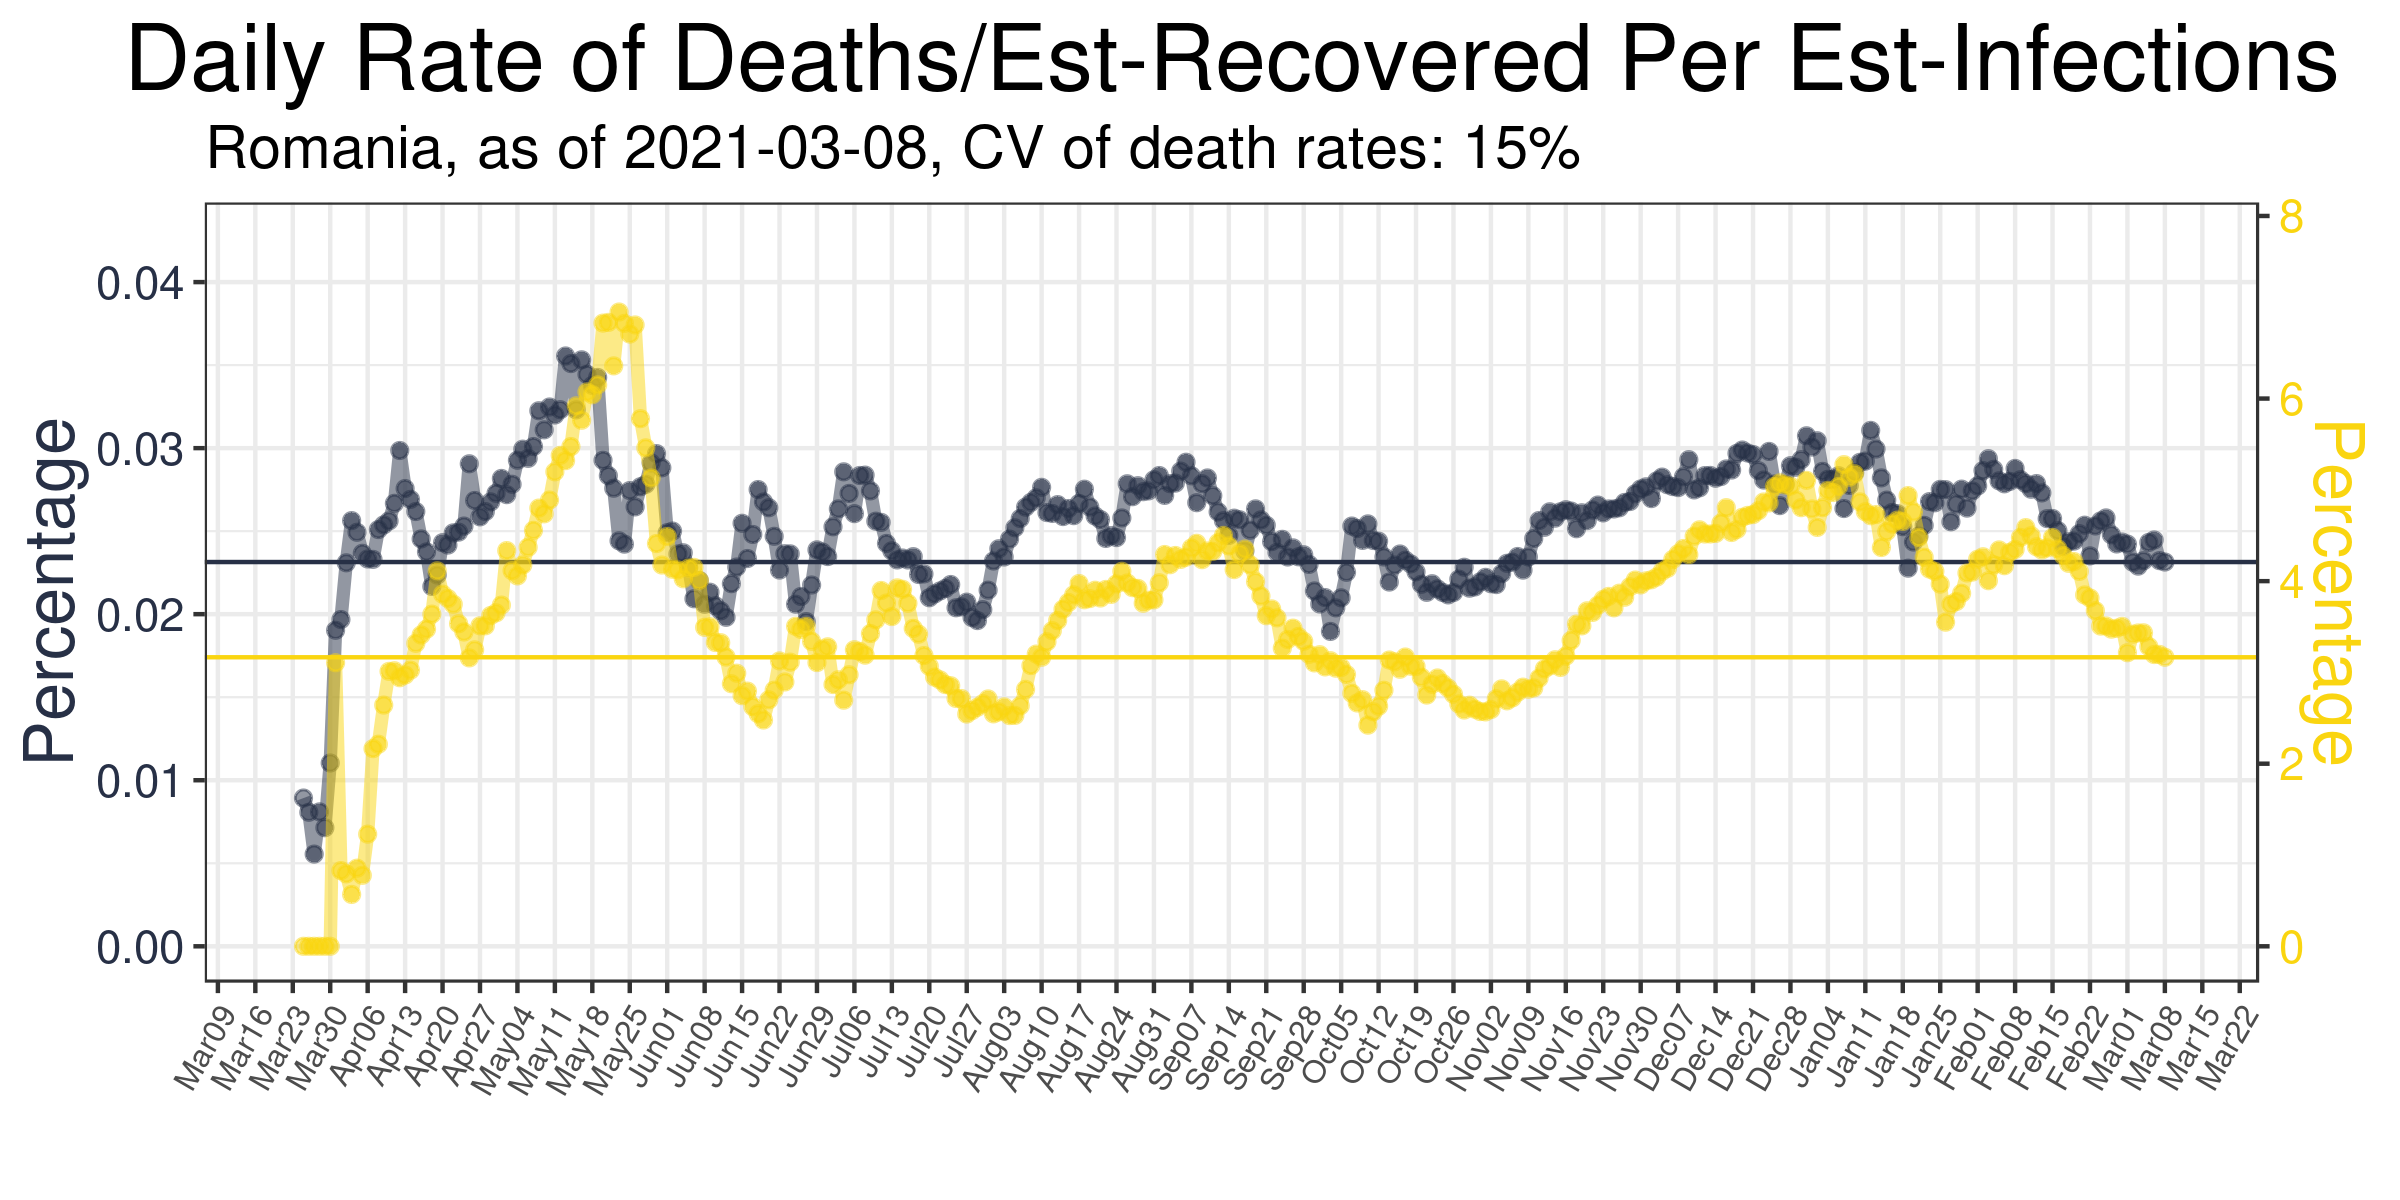 Daily Rate of Deaths/Est-Recovered Per Est-Infections
Romania, as of 2021-03-08, CV of death rates: 15%
Percentage
0.04
0.03
0.02
0.01
0.00
8
6
4
2
0
Percentage
Mar09
Mar16
Mar23
Mar30
Apr06
Apr13
Apr20
Apr27
May04
May11
May18
May25
Jun01
Jun08
Jun15
Jun22
Jun29
Jul06
Jul13
Jul20
Jul27
Aug03
Aug10
Aug17
Aug24
Aug31
Sep07
Sep14
Sep21
Sep28
Oct05
Oct12
Oct19
Oct26
Nov02
Nov09
Nov16
Nov23
Nov30
Dec07
Dec14
Dec21
Dec28
Jan04
Jan11
Jan18
Jan25
Feb01
Feb08
Feb15
Feb22
Mar01
Mar08
Mar15
Mar22